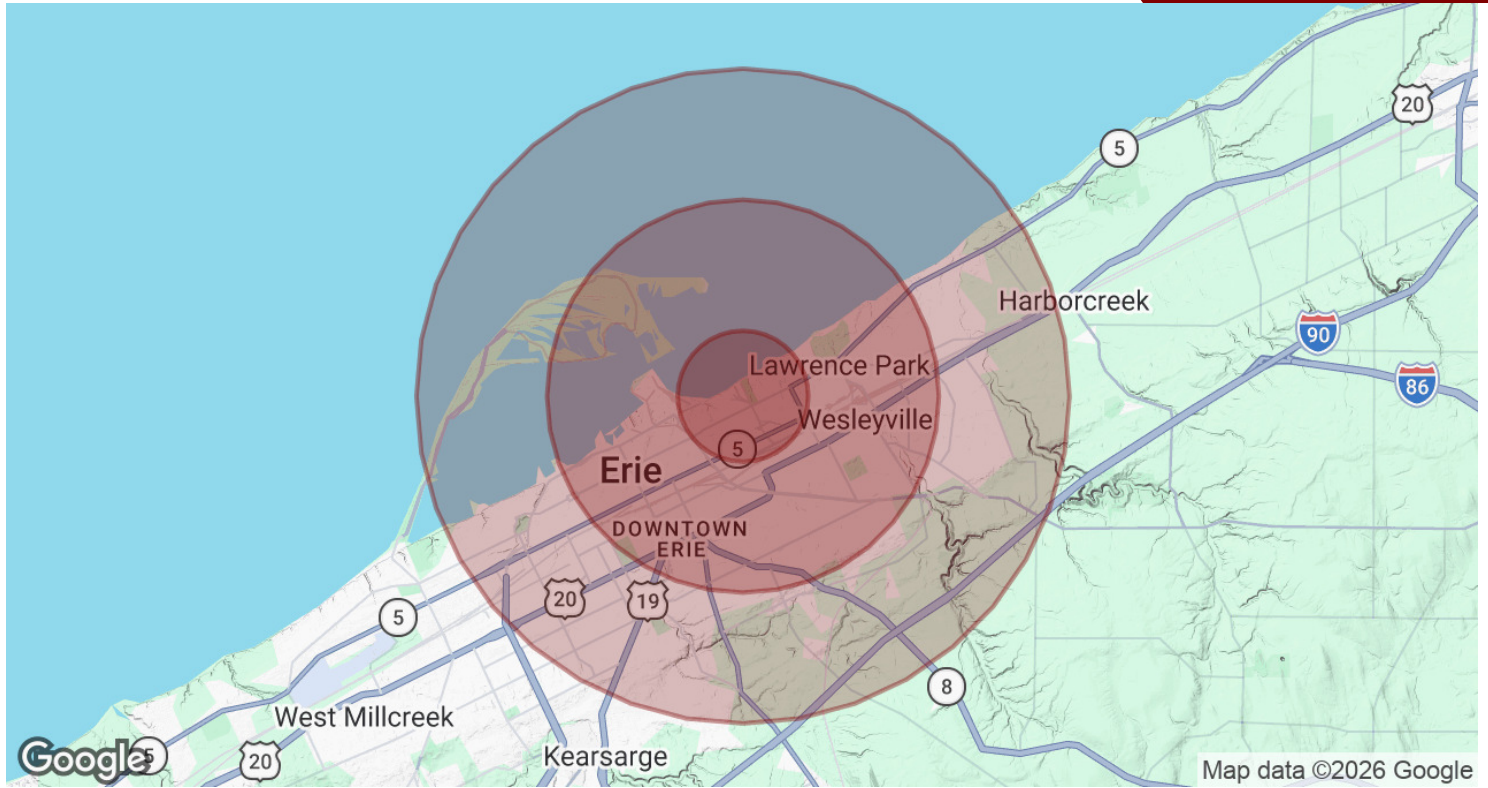 20
5
Harborcreek
90
Lawrence Park
86
Wesleyville
5
Erie
DOWNTOWN
ERIE
20
19
5
8
West Millcreek
Kearsarge
Google
5
20
Map data ©2026 Google